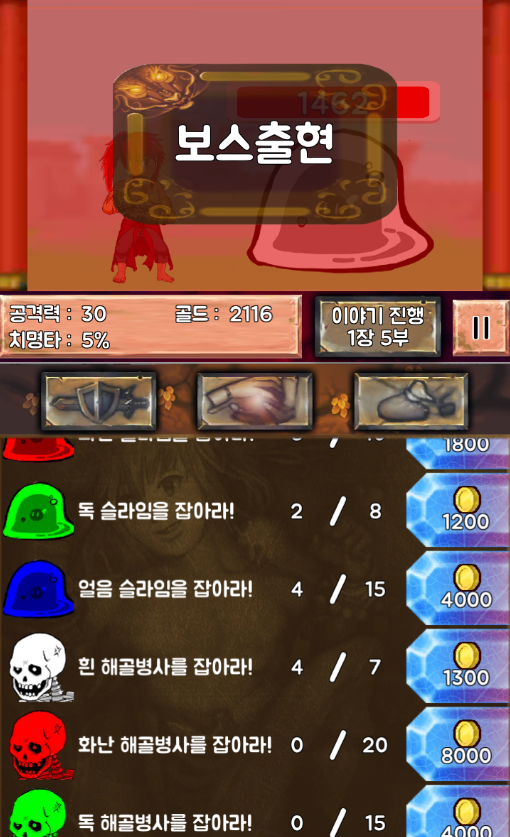 1462
보스출현
공격력 : 30
골드 : 2116
치명타 : 5%
이야기 진행
1장 5부
1800
독 슬라임을 잡아라! 2 / 8 1200
얼음 슬라임을 잡아라! 4 / 15 4000
흰 해골병사를 잡아라! 4 / 7 1300
화난 해골병사를 잡아라! 0 / 20 8000
독 해골병사를 잡아라! 0 / 15 4000